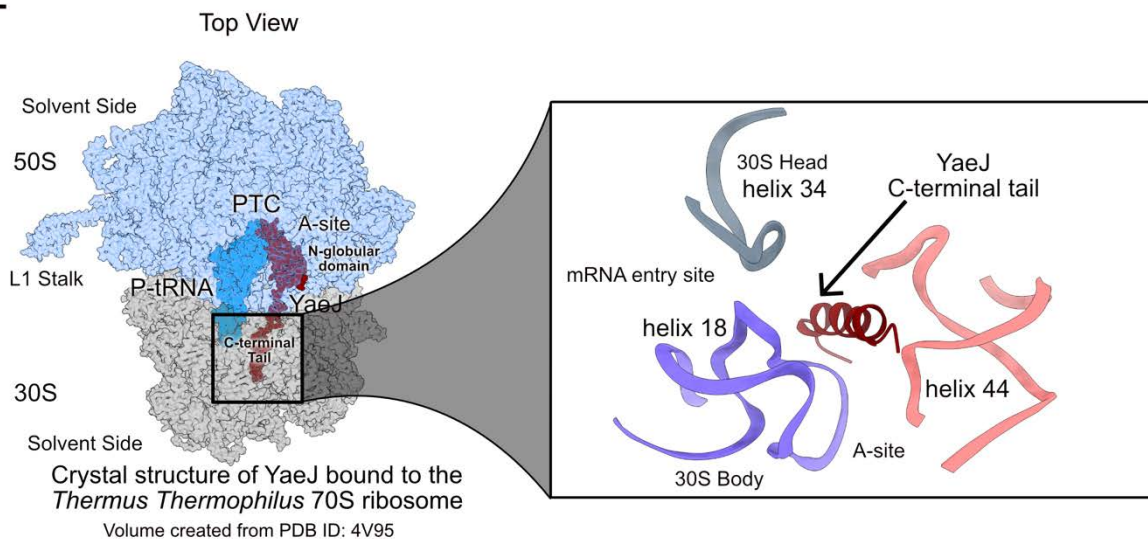 Top View
Solvent Side
50S
PTC
A-site
N-globular
domain
L1 Stalk
P-tRNA
YaeJ
C-terminal
Tail
30S
Solvent Side
Crystal structure of YaeJ bound to the
Thermus Thermophilus 70S ribosome
Volume created from PDB ID: 4V95
30S Head
helix 34
YaeJ
C-terminal tail
mRNA entry site
helix 18
helix 44
A-site
30S Body